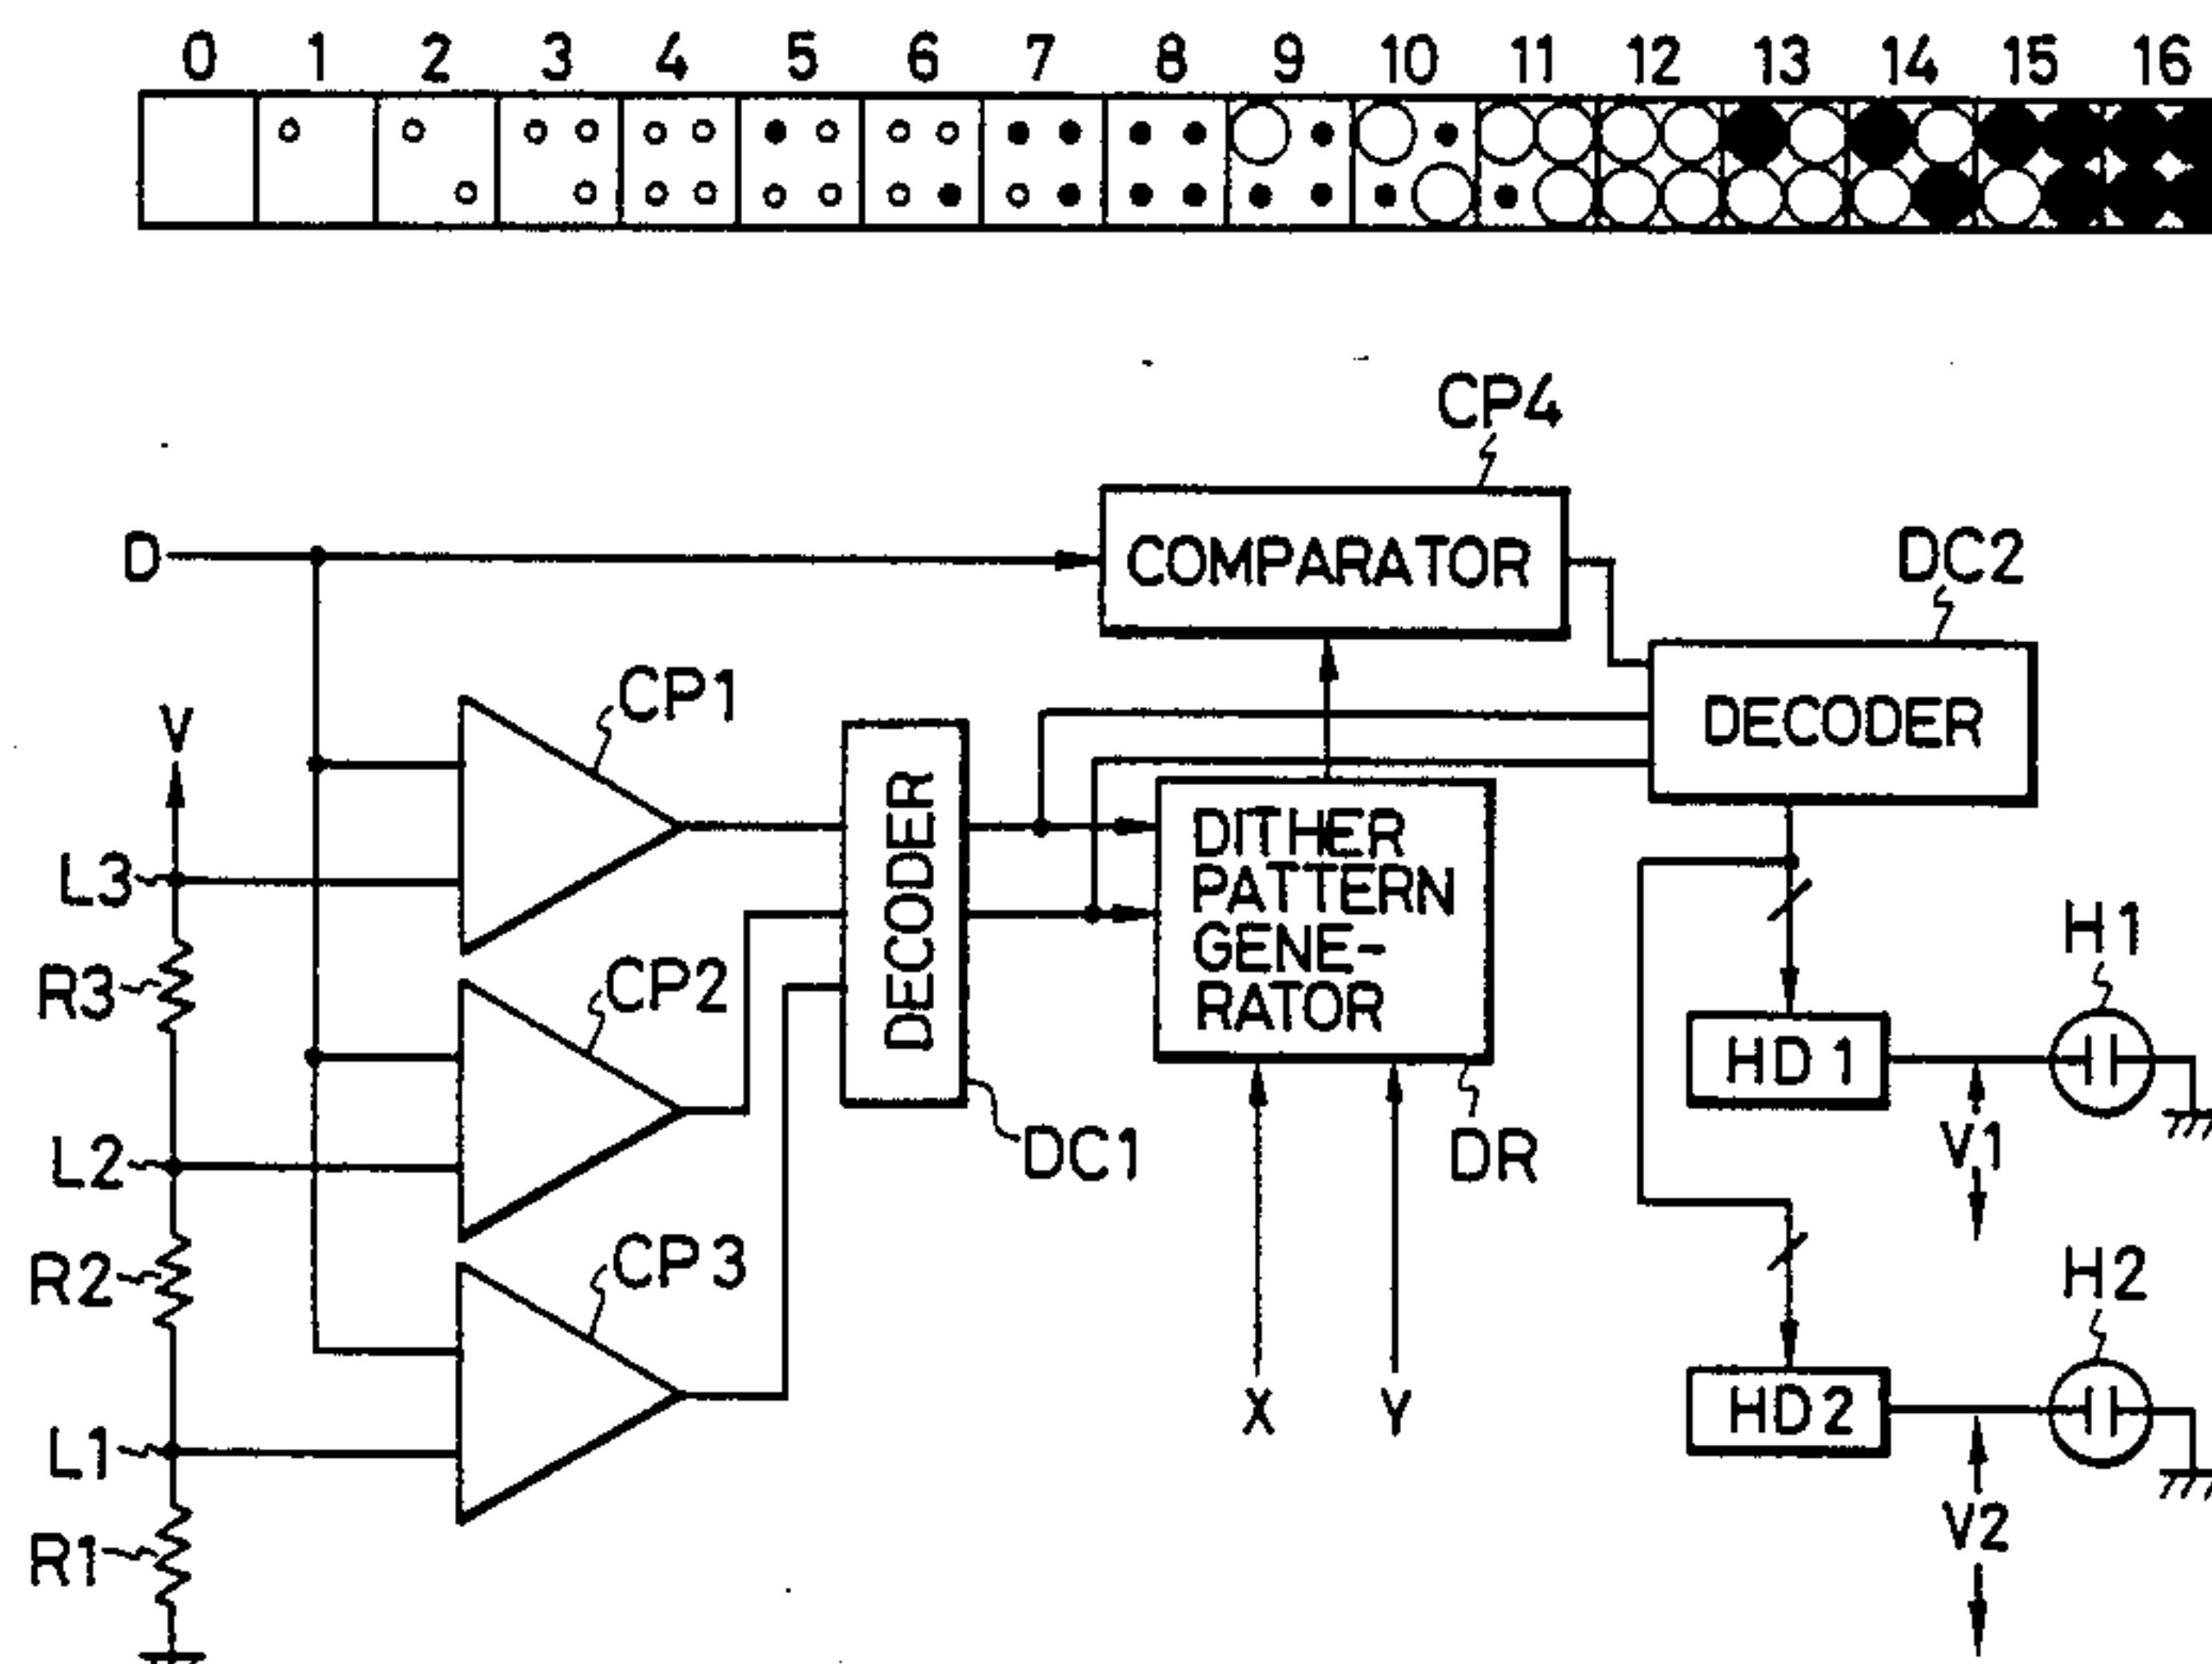 0 1 2 3 4 5 6 7 8 9 10 11 12 13 14 15 16
CP4
D
COMPARATOR
DC2
CP1
V
DECODER
DECODER
DITHER
PATTERN
GENE-
RATOR
L3
H1
R3
CP2
HD1
L2
DC1
DR
V1
CP3
H2
R2
X
Y
HD2
L1
V2
R1